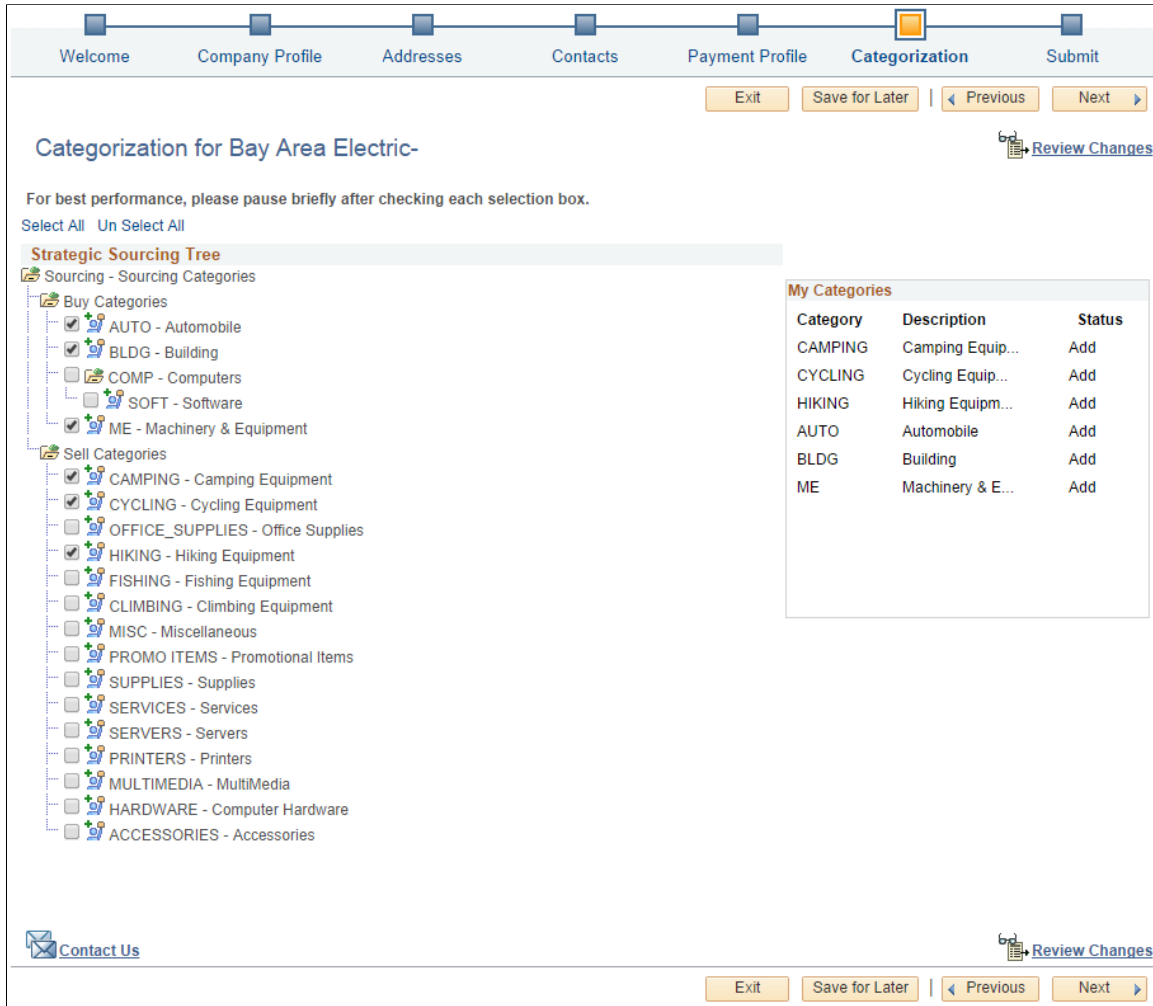 Welcome Company Profile Addresses Contacts Payment Profile Categorization Submit
Exit Save for Later | Previous Next
Categorization for Bay Area Electric-
Review Changes
For best performance, please pause briefly after checking each selection box.
Select All Un Select All
Strategic Sourcing Tree
Sourcing - Sourcing Categories
Buy Categories
AUTO - Automobile
BLDG - Building
COMP - Computers
SOFT - Software
ME - Machinery & Equipment
Sell Categories
CAMPING - Camping Equipment
CYCLING - Cycling Equipment
OFFICE_SUPPLIES - Office Supplies
HIKING - Hiking Equipment
FISHING - Fishing Equipment
CLIMBING - Climbing Equipment
MISC - Miscellaneous
PROMO ITEMS - Promotional Items
SUPPLIES - Supplies
SERVICES - Services
SERVERS - Servers
PRINTERS - Printers
MULTIMEDIA - MultiMedia
HARDWARE - Computer Hardware
ACCESSORIES - Accessories
My Categories
Category Description Status
CAMPING Camping Equip... Add
CYCLING Cycling Equip... Add
HIKING Hiking Equipm... Add
AUTO Automobile Add
BLDG Building Add
ME Machinery & E... Add
Contact Us
Review Changes
Exit Save for Later | Previous Next